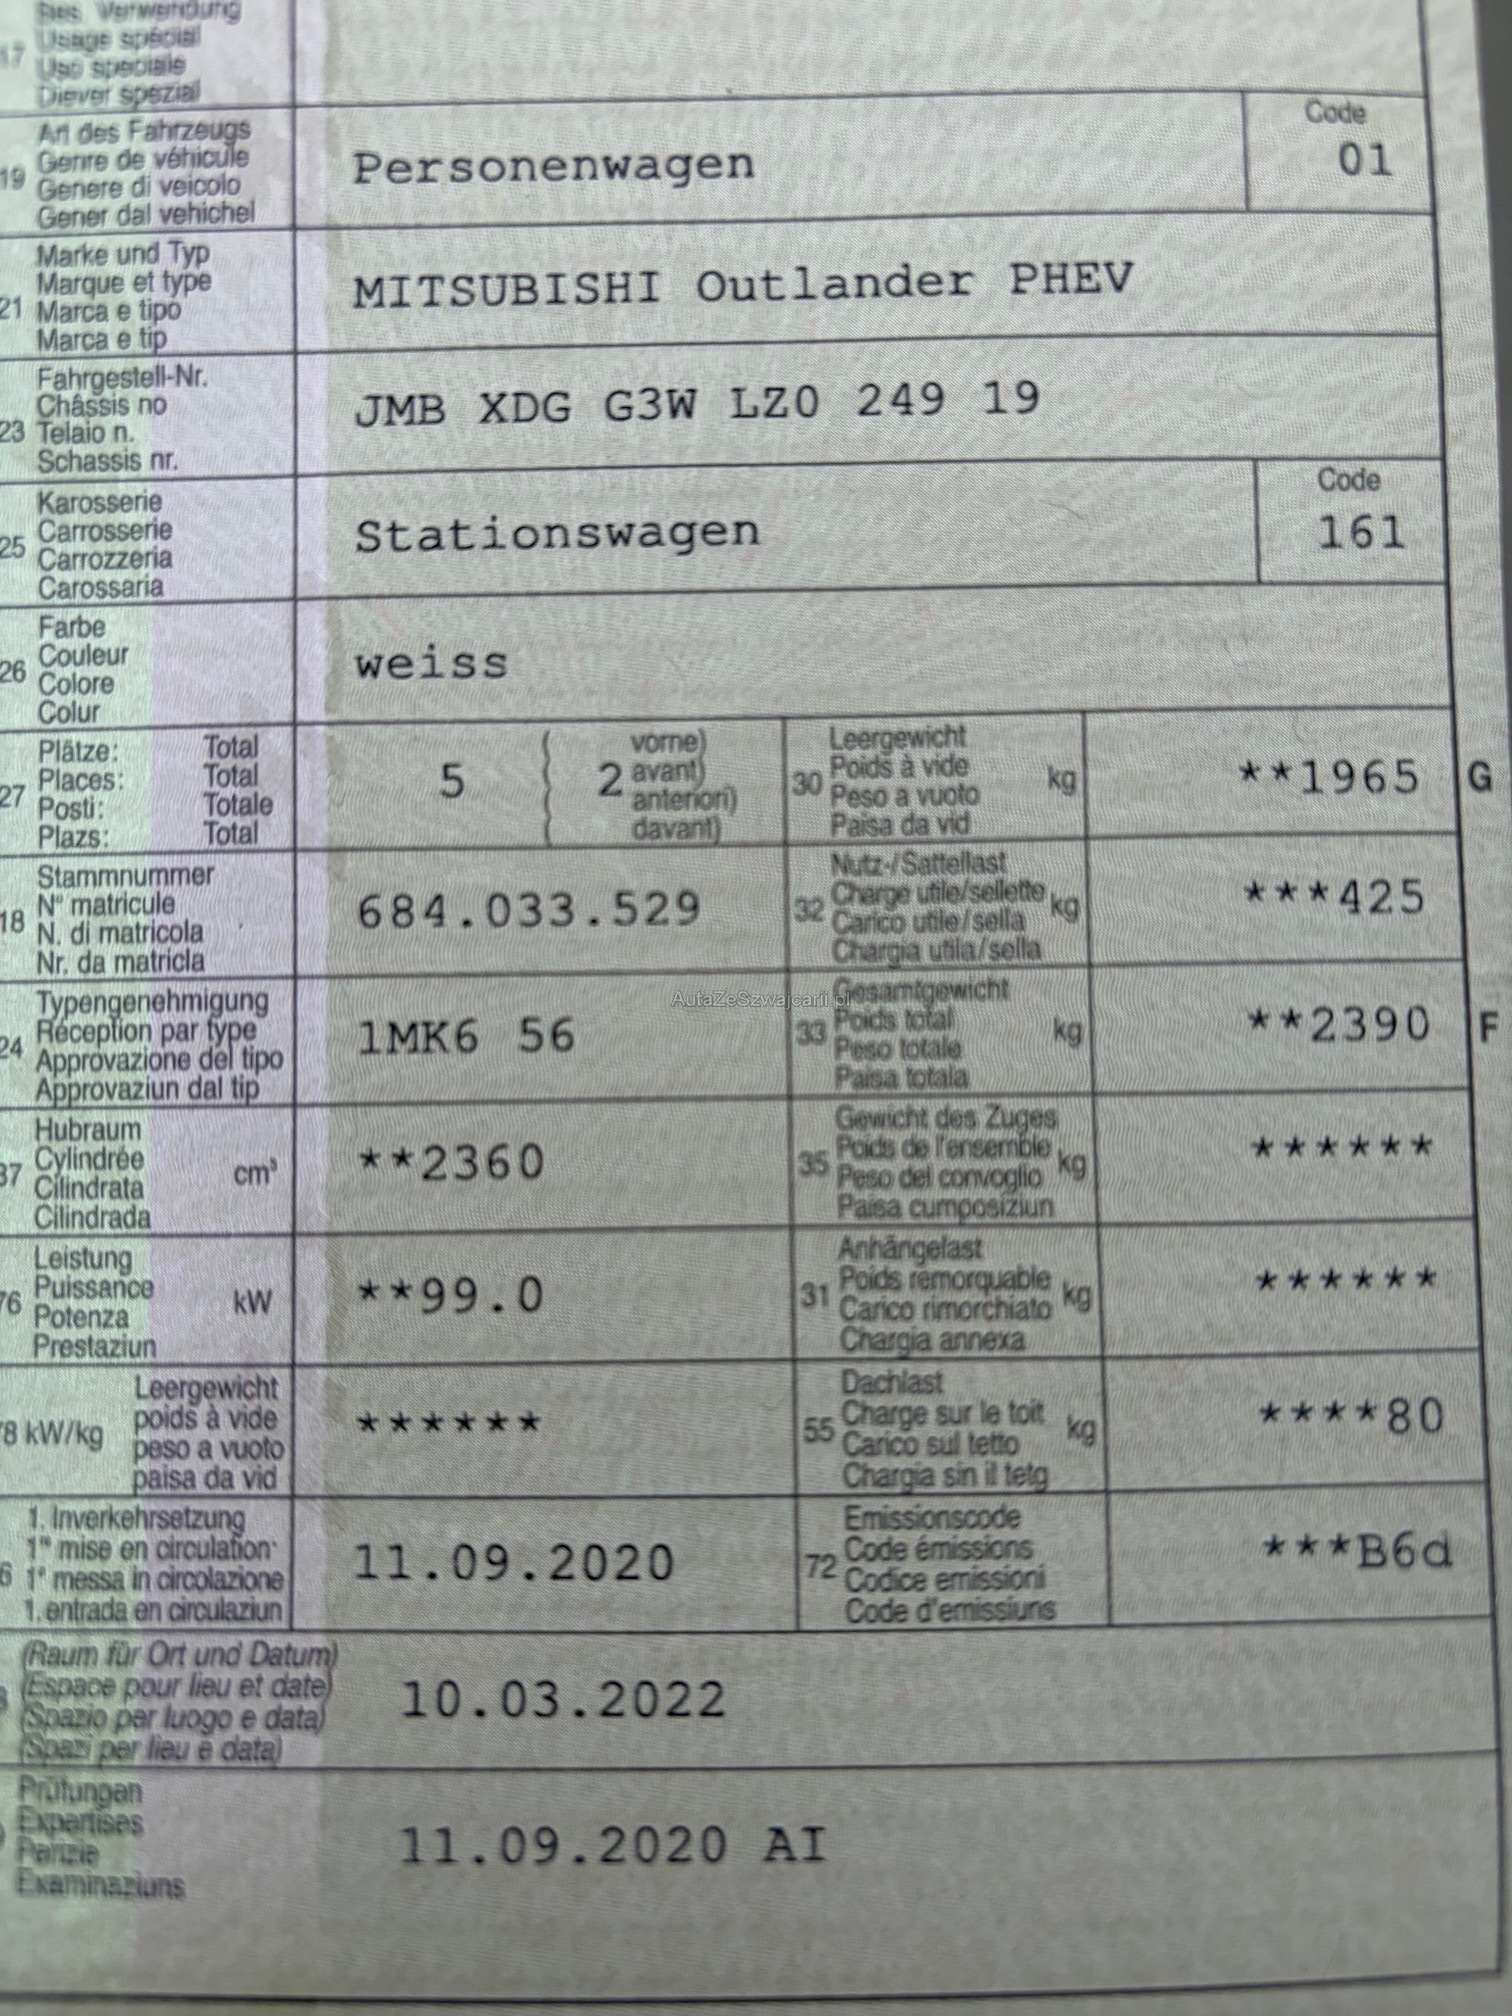 Bes. Verwendung
17 Usage spécial
Uso speciale
Diever spezial
Art des Fahrzeugs
19 Genre de véhicule
Genere di veicolo
Gener dal vehichel
Personenwagen
Code
01
Marke und Typ
Marque et type
21 Marca e tipo
Marca e tip
MITSUBISHI Outlander PHEV
Fahrgestell-Nr.
Châssis no
23 Telaio n.
Schassis nr.
JMB XDG G3W LZ0 249 19
Karosserie
25 Carrosserie
Carrozzeria
Carossaria
Stationswagen
Code
161
Farbe
26 Couleur
Colore
Colur
weiss
Plätze: Total
27 Places: Total
Posti: Totale
Plazs: Total
5 ( 2 vorne)
avant)
anteriori)
davant)
Leergewicht
30 Poids à vide kg
Peso a vuoto
Paisa da vid
**1965 G
Stammnummer
18 N° matricule
N. di matricola
Nr. da matricla
684.033.529
Nutz-/Sattellast
32 Charge utile/sellette kg
Carico utile/sella
Chargia utila/sella
***425
Typengenehmigung
24 Réception par type
Approvazione del tipo
Approvaziun dal tip
1MK6 56
AutaZeSzwajcarii.pl
Gesamtgewicht
33 Poids total kg
Peso totale
Paisa totala
**2390 F
Hubraum
37 Cylindrée cm³
Cilindrata
Cilindrada
**2360
Gewicht des Zuges
35 Poids de l'ensemble kg
Peso del convoglio
Paisa cumposiziun
******
Leistung
76 Puissance kW
Potenza
Prestaziun
**99.0
Anhängelast
31 Poids remorquable kg
Carico rimorchiato
Chargia annexa
******
Leergewicht
78 kW/kg poids à vide
peso a vuoto
paisa da vid
******
Dachlast
55 Charge sur le toit kg
Carico sul tetto
Chargia sin il tetg
****80
1. Inverkehrsetzung
1re mise en circulation
6 1a messa in circolazione
1. entrada en circulaziun
11.09.2020
Emissionscode
72 Code émissions
Codice emissioni
Code d'emissiuns
***B6d
(Raum für Ort und Datum)
(Espace pour lieu et date)
(Spazio per luogo e data)
(Spazi per lieu e data)
10.03.2022
Prüfungen
Expertises
Perizie
Examinaziuns
11.09.2020 AI